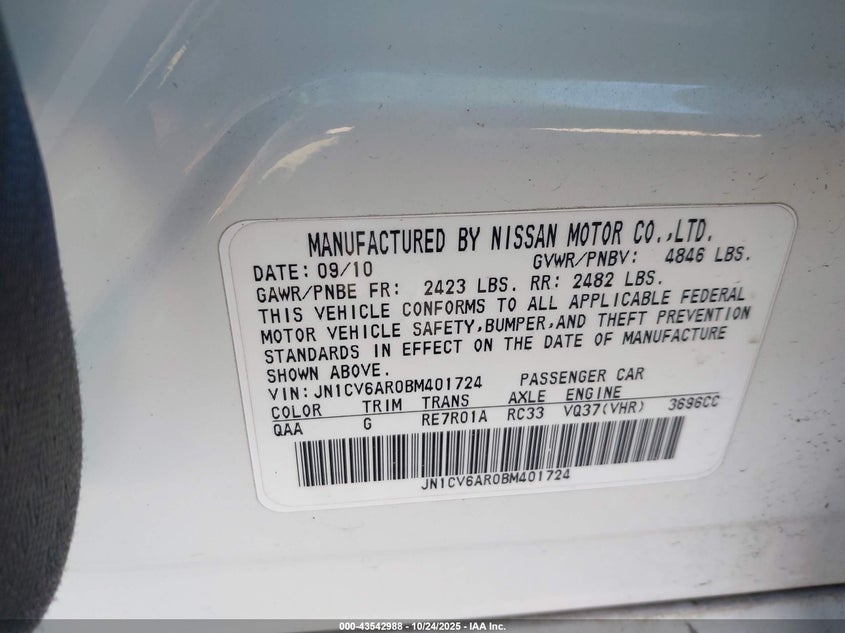 MANUFACTURED BY NISSAN MOTOR CO.,LTD.
DATE: 09/10 GVWR/PNBV: 4846 LBS.
GAWR/PNBE FR: 2423 LBS. RR: 2482 LBS.
THIS VEHICLE CONFORMS TO ALL APPLICABLE FEDERAL
MOTOR VEHICLE SAFETY,BUMPER,AND THEFT PREVENTION
STANDARDS IN EFFECT ON THE DATE OF MANUFACTURE
SHOWN ABOVE.
VIN: JN1CV6AR0BM401724 PASSENGER CAR
COLOR TRIM TRANS AXLE ENGINE
QAA G RE7R01A RC33 VQ37(VHR) 3696CC
JN1CV6AR0BM401724
000-43542988 - 10/24/2025 - IAA Inc.